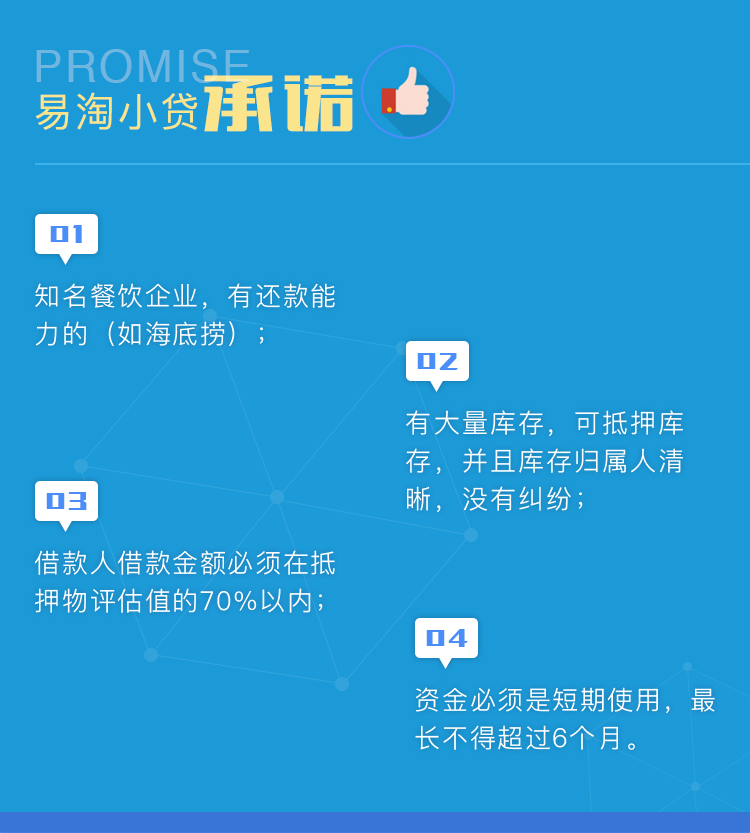 PROMISE
易淘小贷承诺
01
知名餐饮企业，有还款能
力的（如海底捞）；
02
有大量库存，可抵押库
存，并且库存归属人清
晰，没有纠纷；
03
借款人借款金额必须在抵
押物评估值的70%以内；
04
资金必须是短期使用，最
长不得超过6个月。